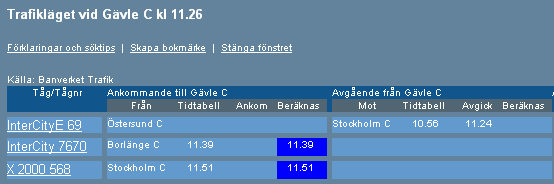 Trafikläget vid Gävle C kl 11.26
Förklaringar och söktips | Skapa bokmärke | Stänga fönstret
Källa: Banverket Trafik
Tåg/Tågnr Ankommande till Gävle C Avgående från Gävle C
Från Tidtabell Ankom Beräknas Mot Tidtabell Avgick Beräknas
InterCityE 69 Östersund C Stockholm C 10.56 11.24
InterCity 7670 Borlänge C 11.39 11.39
X 2000 568 Stockholm C 11.51 11.51